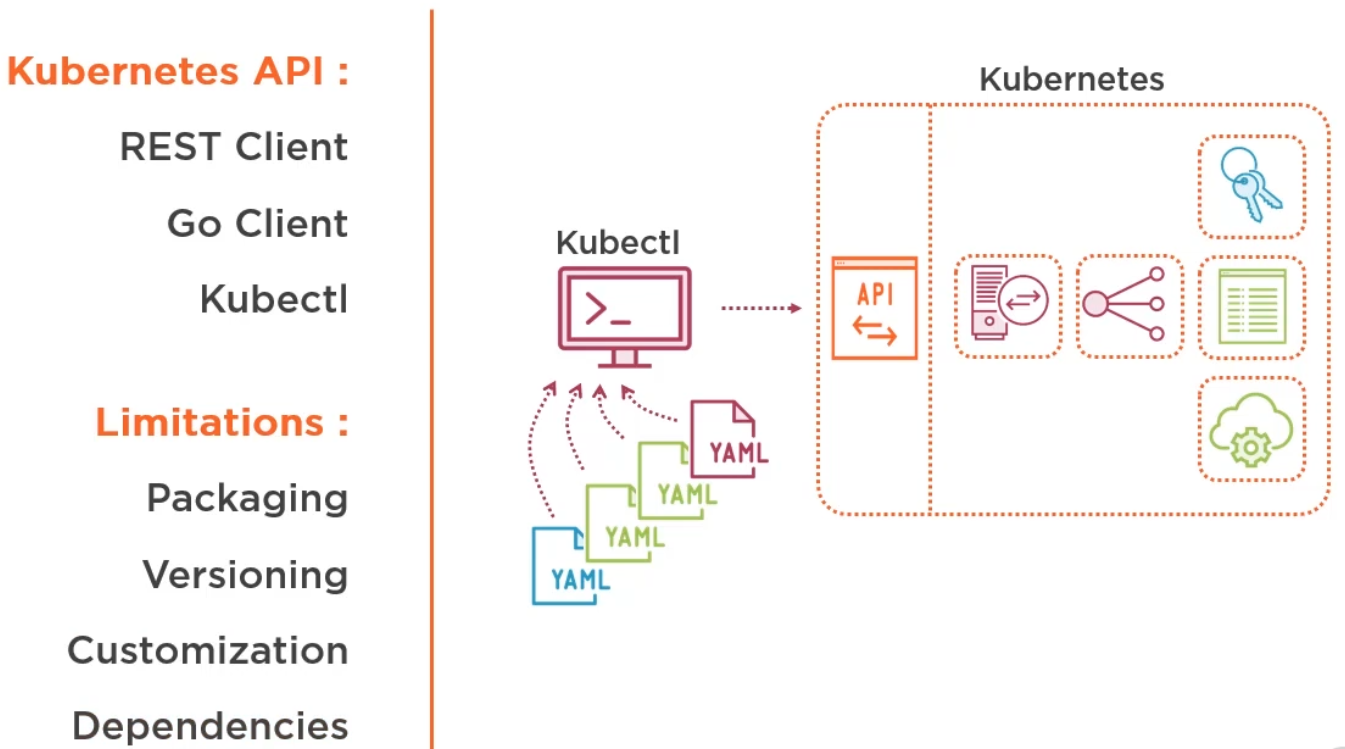 Kubernetes API :
REST Client
Go Client
Kubectl
Limitations :
Packaging
Versioning
Customization
Dependencies
Kubernetes
Kubectl
API
YAML
YAML
YAML
YAML